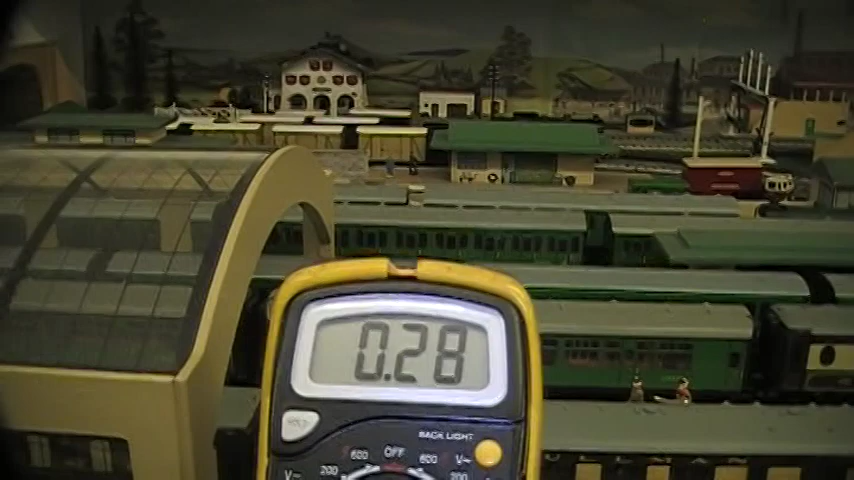 0.28
HOLD
BACK LIGHT
600 OFF 600
V~ 200 200 V~